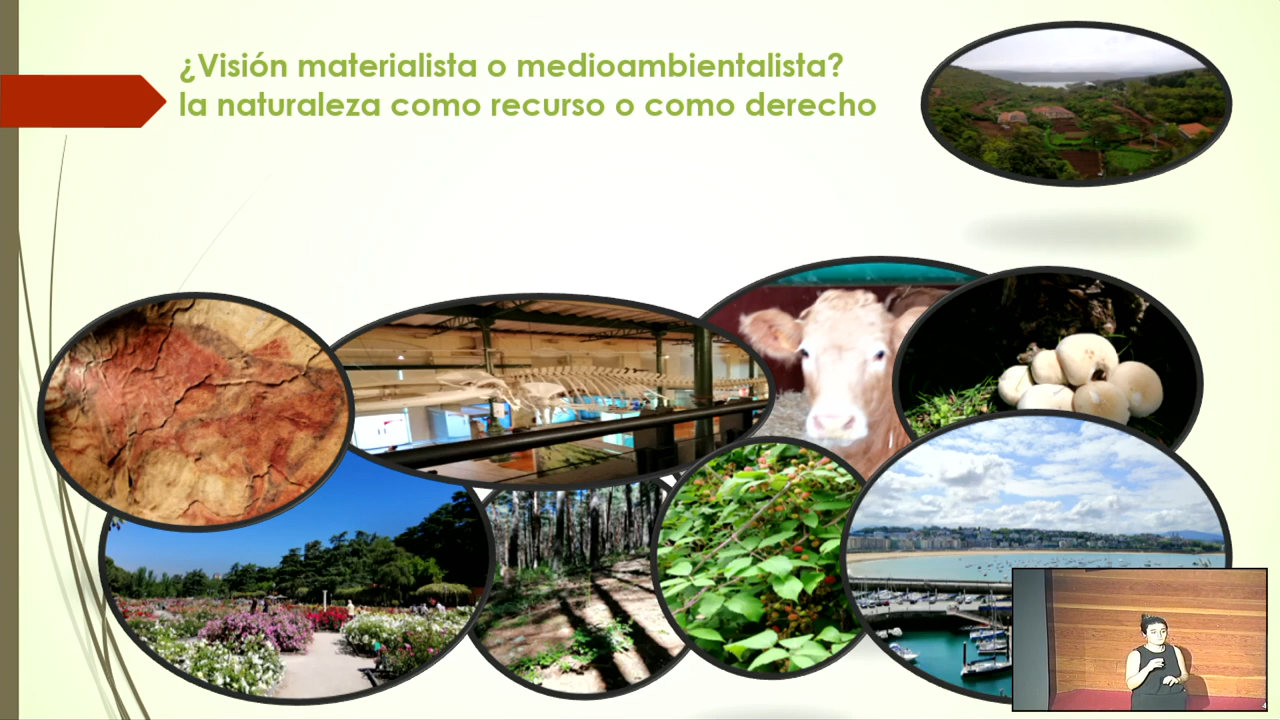 ¿Visión materialista o medioambientalista?
la naturaleza como recurso o como derecho